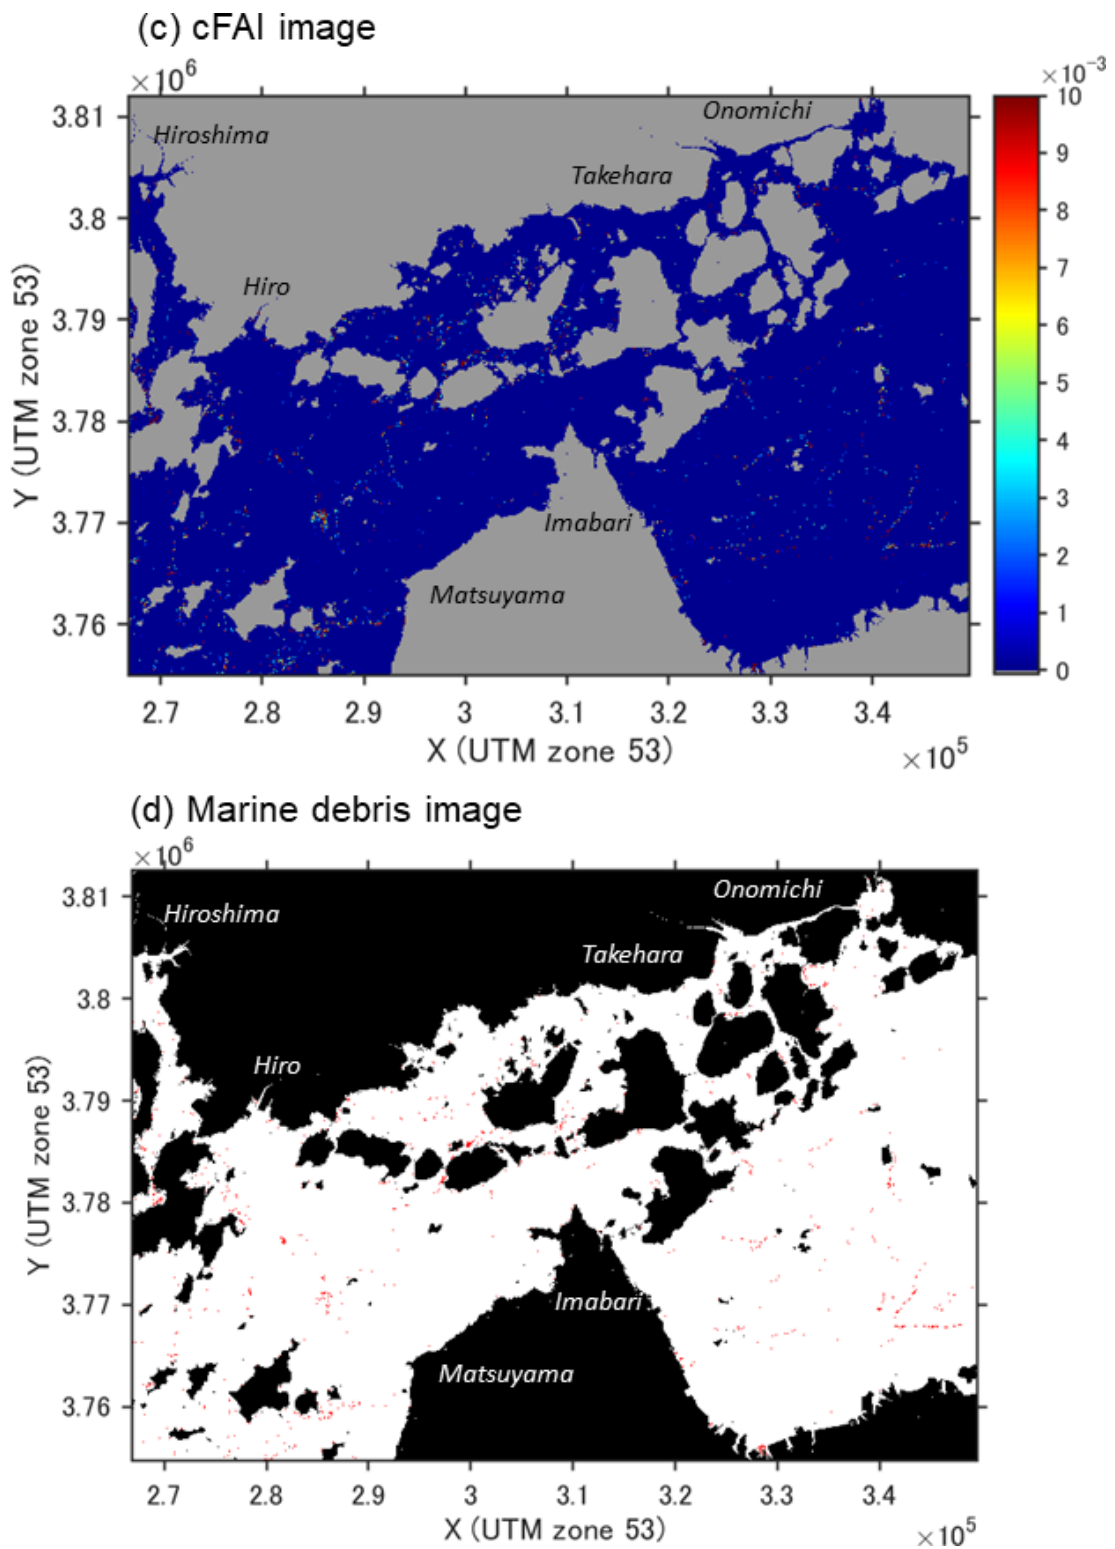 (c) cFAI image
×10⁶
×10⁻³
3.81
3.8
3.79
3.78
3.77
3.76
Y (UTM zone 53)
Hiroshima
Onomichi
Takehara
Hiro
Imabari
Matsuyama
10
9
8
7
6
5
4
3
2
1
0
2.7 2.8 2.9 3 3.1 3.2 3.3 3.4
X (UTM zone 53)
×10⁵
(d) Marine debris image
×10⁶
3.81
3.8
3.79
3.78
3.77
3.76
Y (UTM zone 53)
Onomichi
Hiroshima
Takehara
Hiro
Imabari
Matsuyama
2.7 2.8 2.9 3 3.1 3.2 3.3 3.4
X (UTM zone 53)
×10⁵